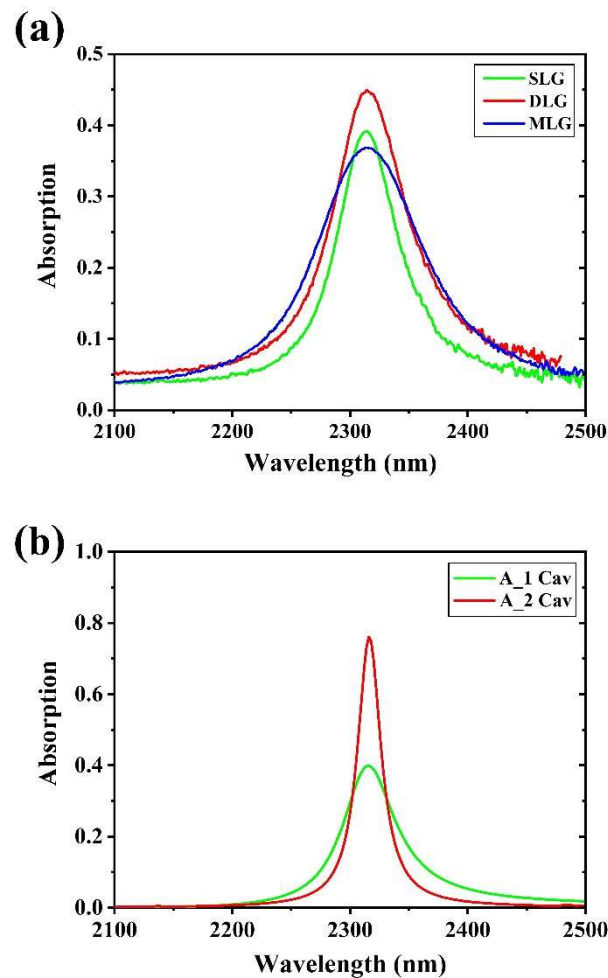 (a)
0.5
0.4
0.3
0.2
0.1
0.0
Absorption
SLG
DLG
MLG
2100 2200 2300 2400 2500
Wavelength (nm)
(b)
1.0
0.8
0.6
0.4
0.2
0.0
Absorption
A_1 Cav
A_2 Cav
2100 2200 2300 2400 2500
Wavelength (nm)